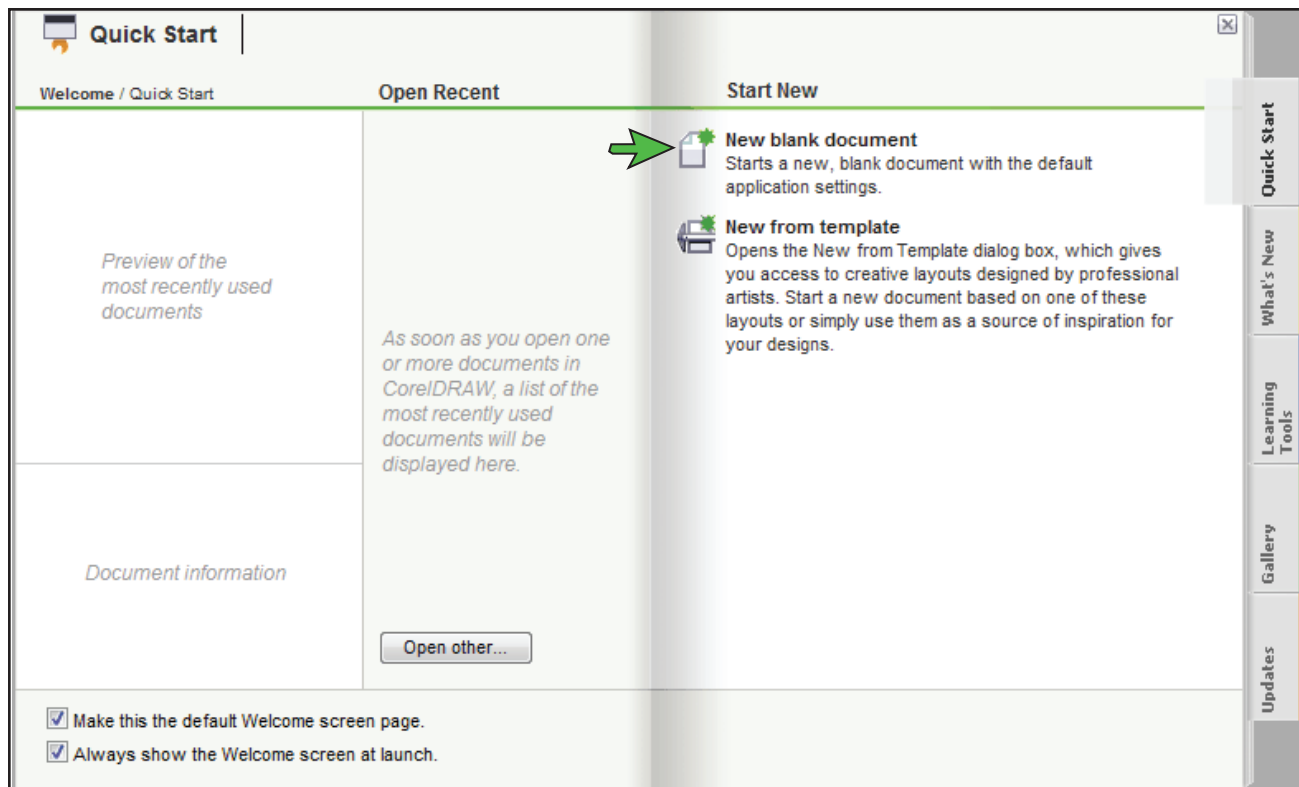 Quick Start
Welcome / Quick Start
Open Recent
Start New
Preview of the
most recently used
documents
Document information
As soon as you open one
or more documents in
CorelDRAW, a list of the
most recently used
documents will be
displayed here.
Open other...
New blank document
Starts a new, blank document with the default
application settings.
New from template
Opens the New from Template dialog box, which gives
you access to creative layouts designed by professional
artists. Start a new document based on one of these
layouts or simply use them as a source of inspiration for
your designs.
Quick Start
What's New
Learning
Tools
Gallery
Updates
Make this the default Welcome screen page.
Always show the Welcome screen at launch.